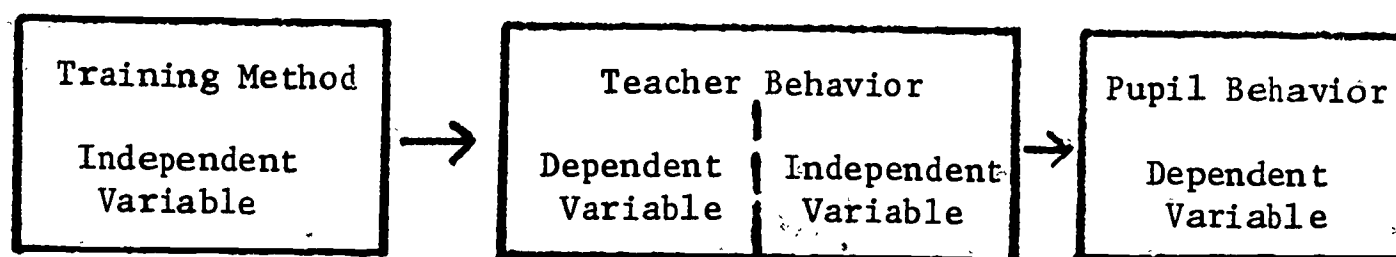 Training Method
Independent
Variable
Teacher Behavior
Dependent
Variable
Independent
Variable
Pupil Behavior
Dependent
Variable